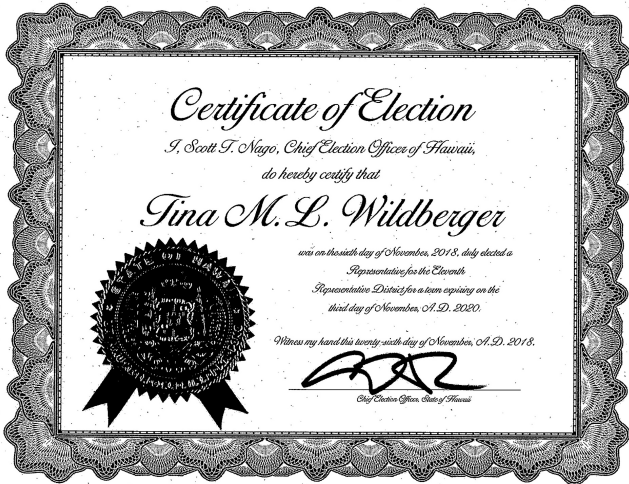 Certificate of Election
I, Scott T. Nago, Chief Election Officer of Hawaii,
do hereby certify that
Tina M. L. Wildberger
was on the sixth day of November, 2018, duly elected a
Representative for the Eleventh
Representative District for a term expiring on the
third day of November, A.D. 2020.
Witness my hand this twenty-sixth day of November, A.D. 2018.
Chief Election Officer, State of Hawaii
STATE OF HAWAII